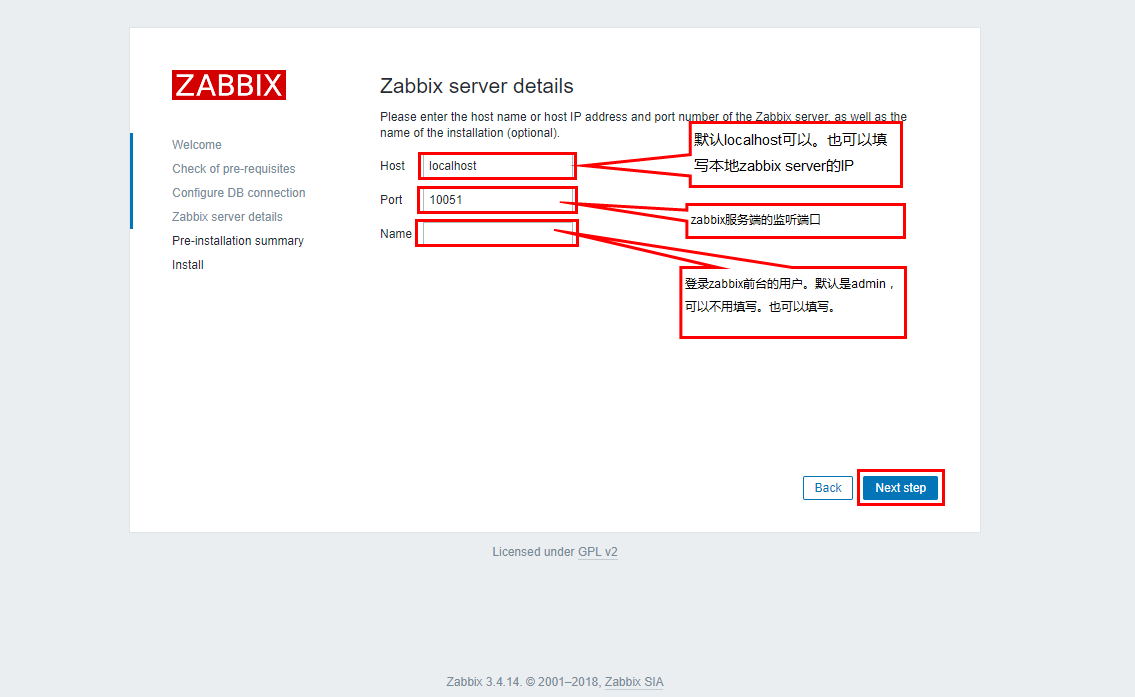 ZABBIX
Welcome
Check of pre-requisites
Configure DB connection
Zabbix server details
Pre-installation summary
Install
Zabbix server details
Please enter the host name or host IP address and port number of the Zabbix server, as well as the
name of the installation (optional).
Host
localhost
默认localhost可以。也可以填
写本地zabbix server的IP
Port
10051
zabbix服务端的监听端口
Name
登录zabbix前台的用户。默认是admin，
可以不用填写。也可以填写。
Back
Next step
Licensed under GPL v2
Zabbix 3.4.14. © 2001–2018, Zabbix SIA